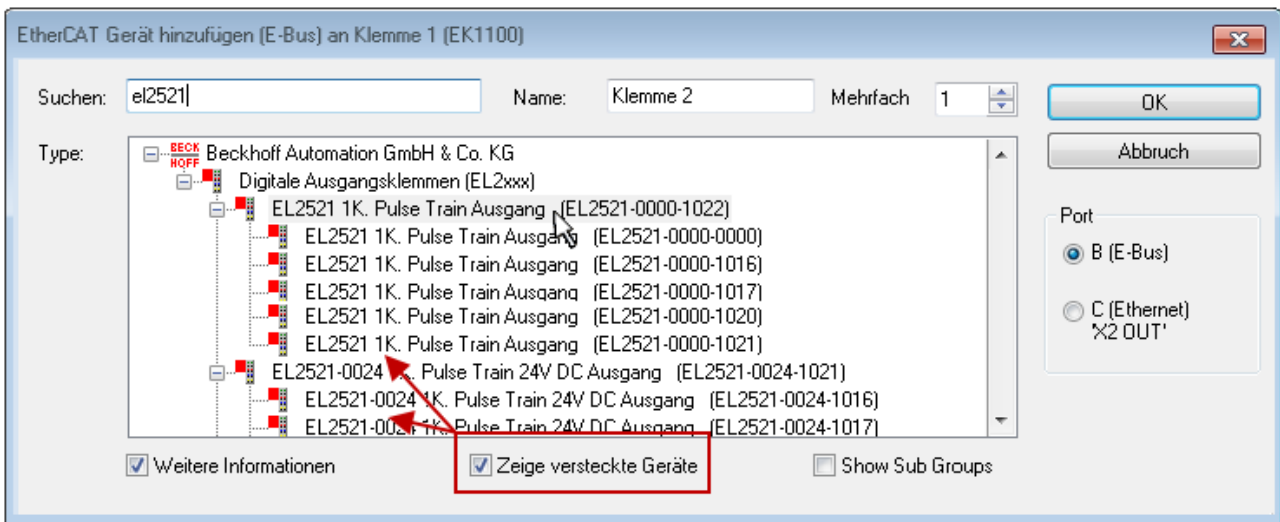 EtherCAT Gerät hinzufügen (E-Bus) an Klemme 1 (EK1100)
Suchen: el2521 Name: Klemme 2 Mehrfach 1 OK
Type: BECKHOFF Beckhoff Automation GmbH & Co. KG Abbruch
Digitale Ausgangsklemmen (EL2xxx)
EL2521 1K. Pulse Train Ausgang (EL2521-0000-1022)
Port
EL2521 1K. Pulse Train Ausgang (EL2521-0000-0000)
B (E-Bus)
EL2521 1K. Pulse Train Ausgang (EL2521-0000-1016)
EL2521 1K. Pulse Train Ausgang (EL2521-0000-1017)
EL2521 1K. Pulse Train Ausgang (EL2521-0000-1020)
C (Ethernet)
'X2 OUT'
EL2521 1K. Pulse Train Ausgang (EL2521-0000-1021)
EL2521-0024 1K. Pulse Train 24V DC Ausgang (EL2521-0024-1021)
EL2521-0024 1K. Pulse Train 24V DC Ausgang (EL2521-0024-1016)
EL2521-0024 1K. Pulse Train 24V DC Ausgang (EL2521-0024-1017)
Weitere Informationen Zeige versteckte Geräte Show Sub Groups